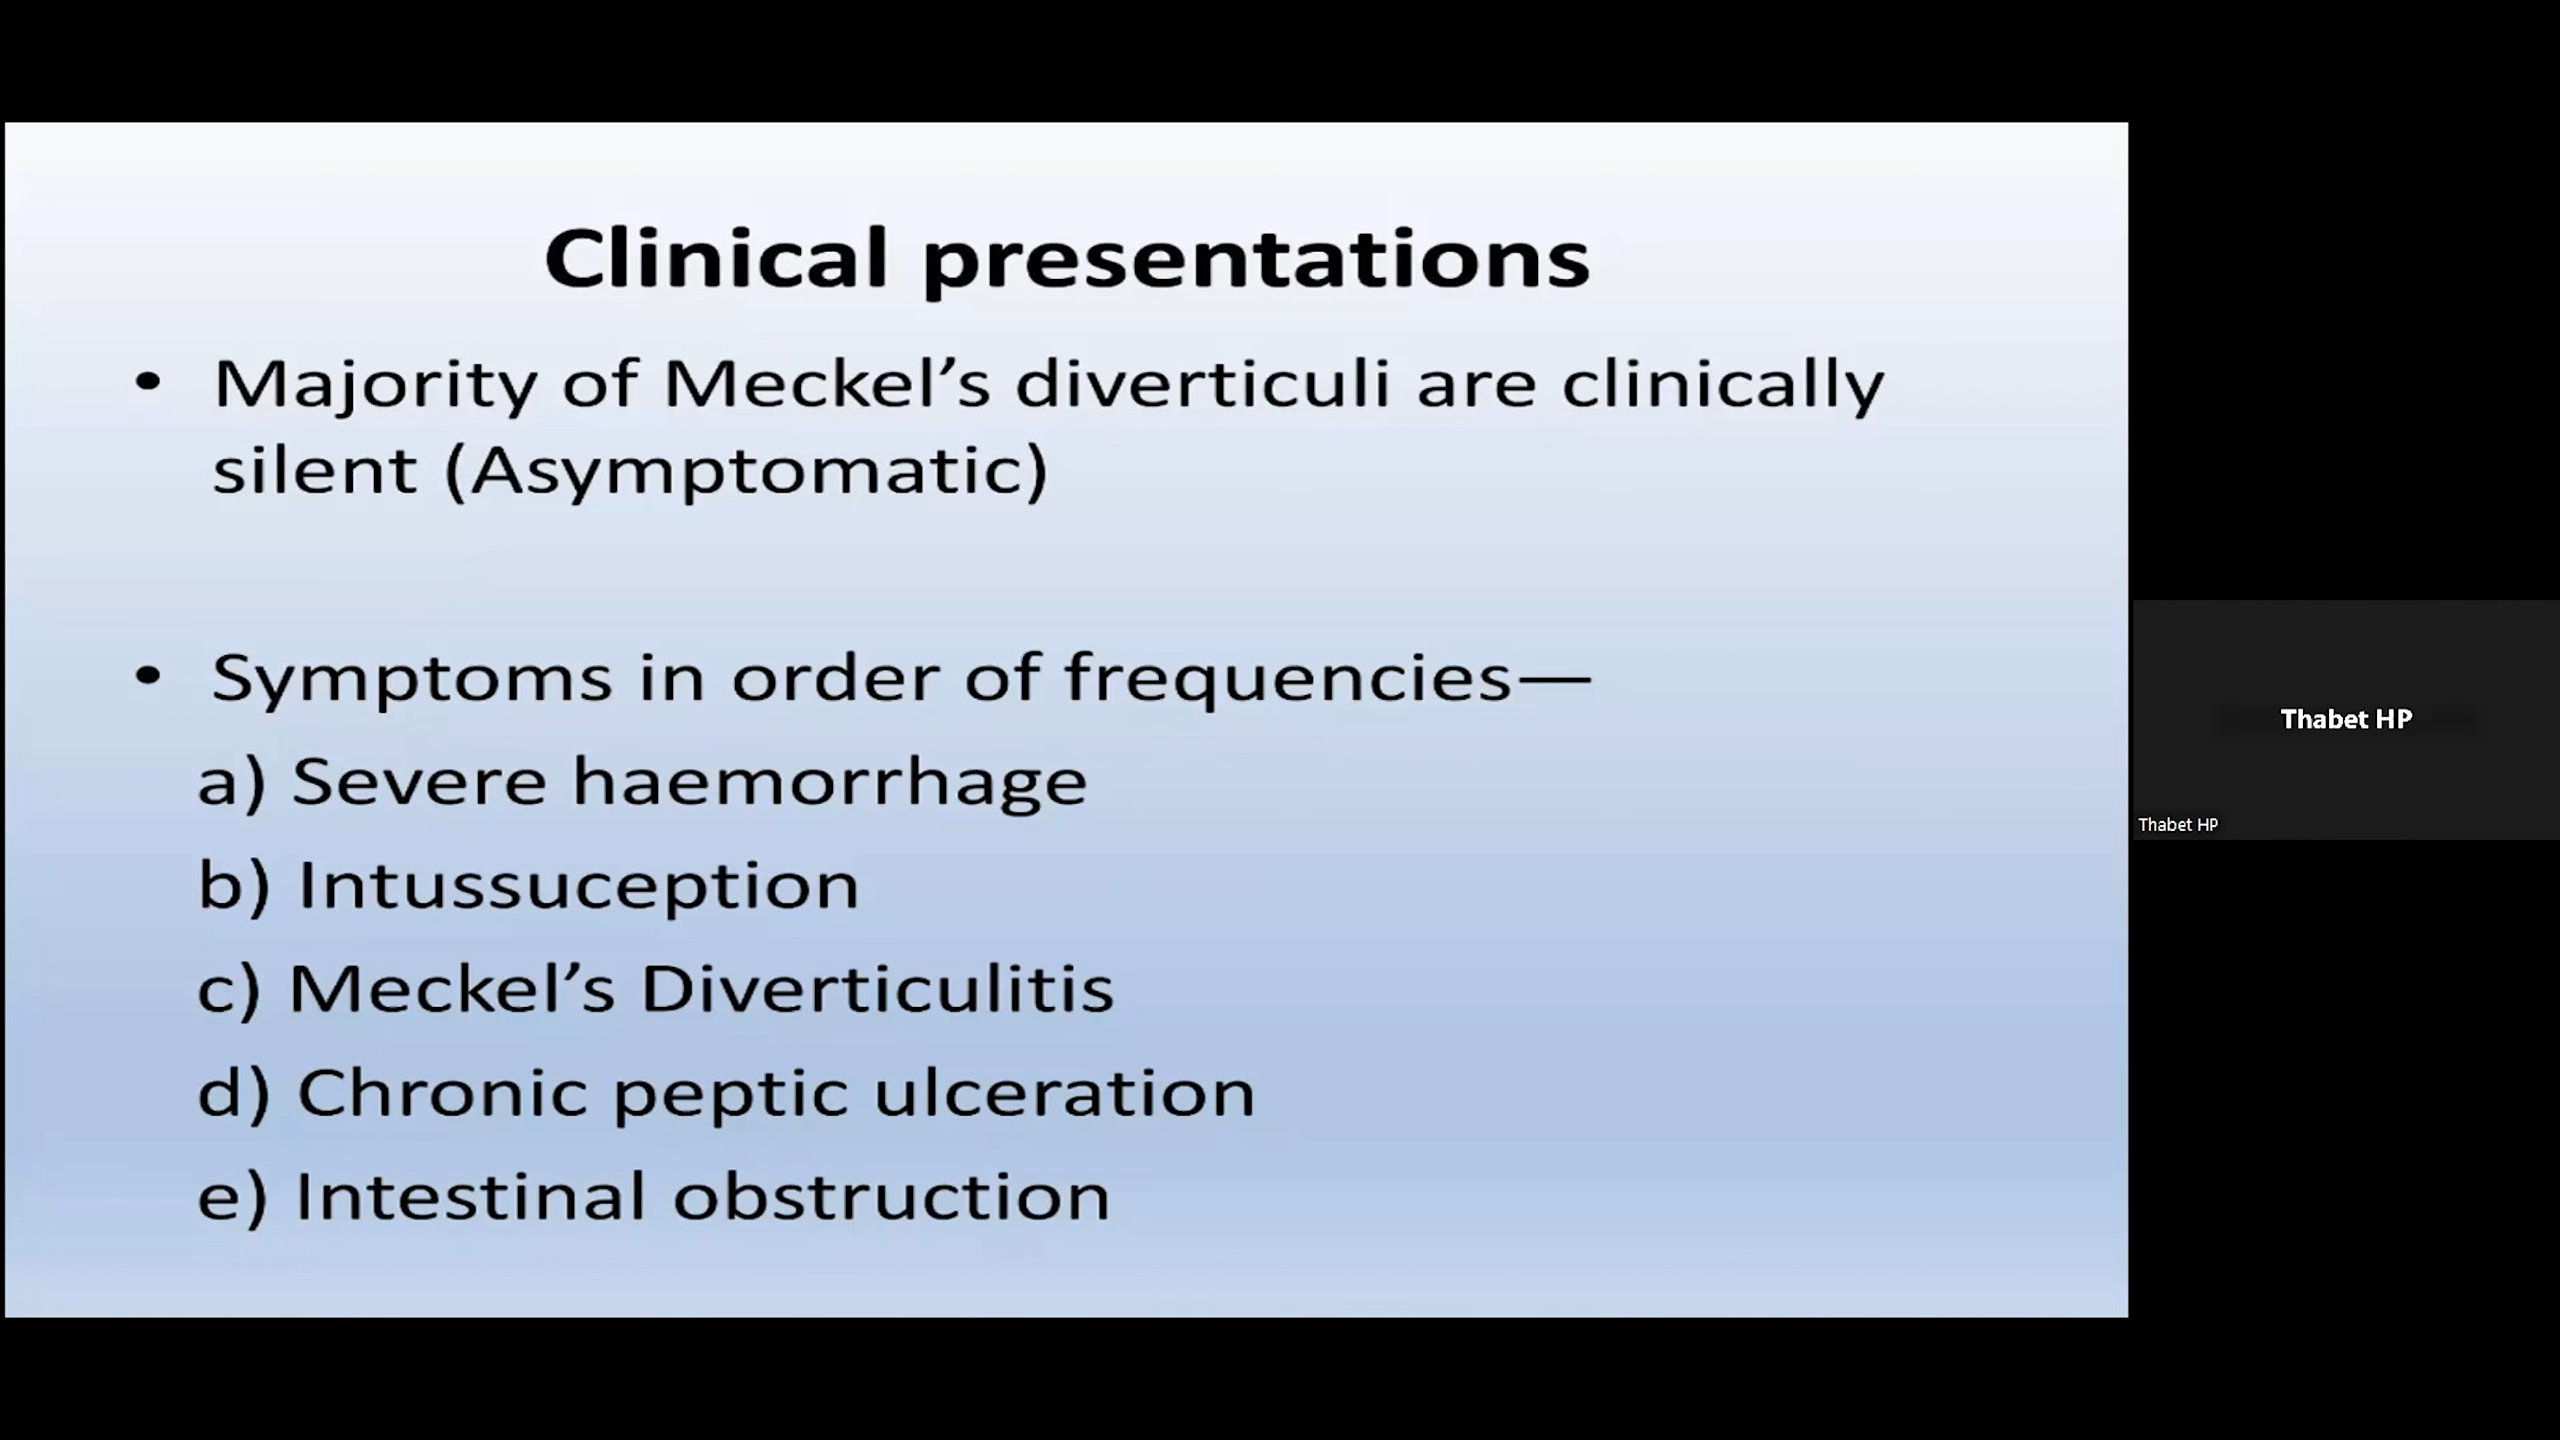 Clinical presentations
• Majority of Meckel’s diverticuli are clinically
silent (Asymptomatic)
• Symptoms in order of frequencies—
a) Severe haemorrhage
b) Intussuception
c) Meckel’s Diverticulitis
d) Chronic peptic ulceration
e) Intestinal obstruction
Thabet HP
Thabet HP